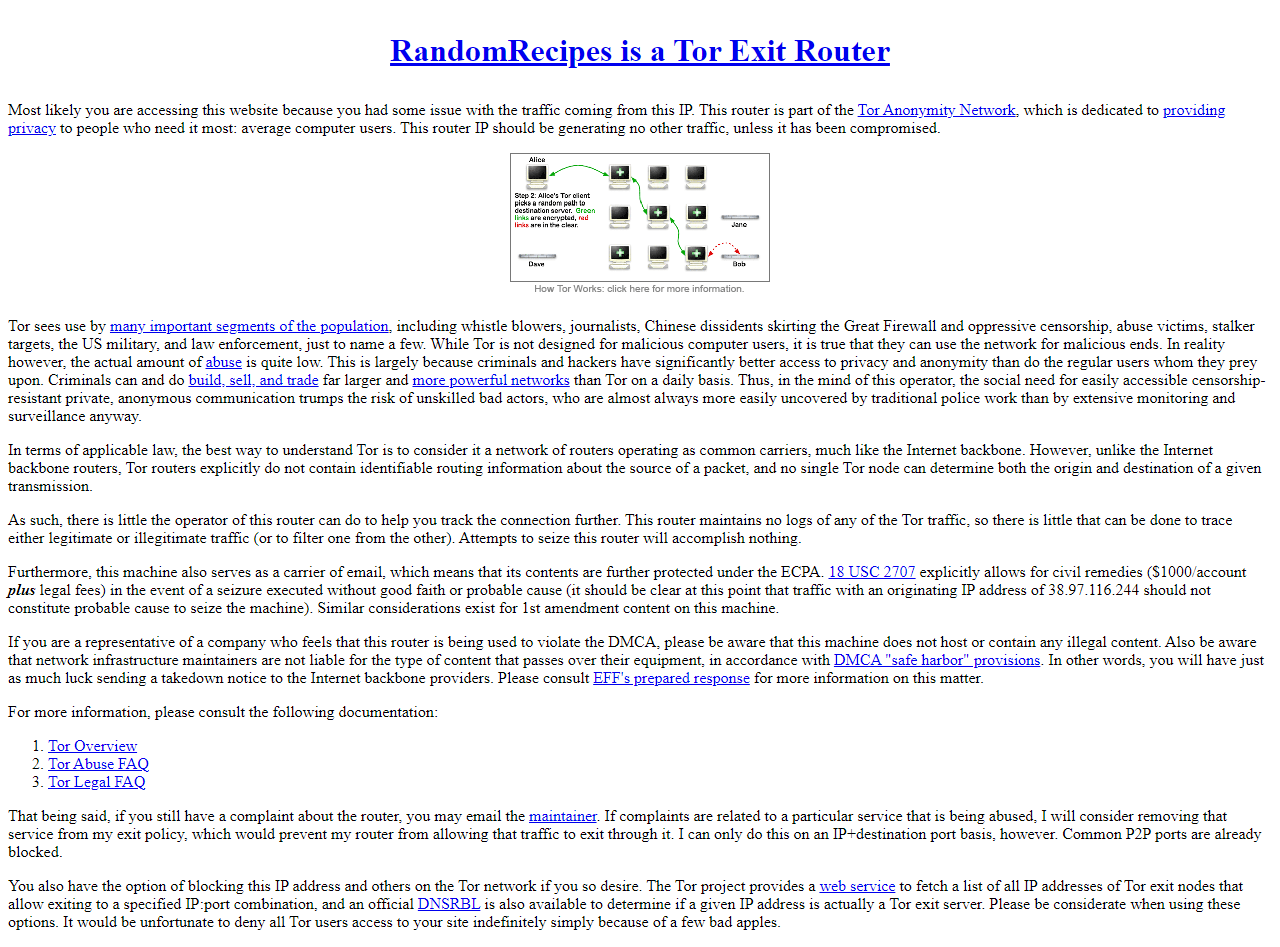 RandomRecipes is a Tor Exit Router
Most likely you are accessing this website because you had some issue with the traffic coming from this IP. This router is part of the Tor Anonymity Network, which is dedicated to providing
privacy to people who need it most: average computer users. This router IP should be generating no other traffic, unless it has been compromised.
Alice
Step 2: Alice's Tor client
picks a random path to
destination server. Green
links are encrypted, red
links are in the clear.
Jane
Dave
Bob
How Tor Works: click here for more information.
Tor sees use by many important segments of the population, including whistle blowers, journalists, Chinese dissidents skirting the Great Firewall and oppressive censorship, abuse victims, stalker
targets, the US military, and law enforcement, just to name a few. While Tor is not designed for malicious computer users, it is true that they can use the network for malicious ends. In reality
however, the actual amount of abuse is quite low. This is largely because criminals and hackers have significantly better access to privacy and anonymity than do the regular users whom they prey
upon. Criminals can and do build, sell, and trade far larger and more powerful networks than Tor on a daily basis. Thus, in the mind of this operator, the social need for easily accessible censorship-
resistant private, anonymous communication trumps the risk of unskilled bad actors, who are almost always more easily uncovered by traditional police work than by extensive monitoring and
surveillance anyway.
In terms of applicable law, the best way to understand Tor is to consider it a network of routers operating as common carriers, much like the Internet backbone. However, unlike the Internet
backbone routers, Tor routers explicitly do not contain identifiable routing information about the source of a packet, and no single Tor node can determine both the origin and destination of a given
transmission.
As such, there is little the operator of this router can do to help you track the connection further. This router maintains no logs of any of the Tor traffic, so there is little that can be done to trace
either legitimate or illegitimate traffic (or to filter one from the other). Attempts to seize this router will accomplish nothing.
Furthermore, this machine also serves as a carrier of email, which means that its contents are further protected under the ECPA. 18 USC 2707 explicitly allows for civil remedies ($1000/account
plus legal fees) in the event of a seizure executed without good faith or probable cause (it should be clear at this point that traffic with an originating IP address of 38.97.116.244 should not
constitute probable cause to seize the machine). Similar considerations exist for 1st amendment content on this machine.
If you are a representative of a company who feels that this router is being used to violate the DMCA, please be aware that this machine does not host or contain any illegal content. Also be aware
that network infrastructure maintainers are not liable for the type of content that passes over their equipment, in accordance with DMCA "safe harbor" provisions. In other words, you will have just
as much luck sending a takedown notice to the Internet backbone providers. Please consult EFF's prepared response for more information on this matter.
For more information, please consult the following documentation:
1. Tor Overview
2. Tor Abuse FAQ
3. Tor Legal FAQ
That being said, if you still have a complaint about the router, you may email the maintainer. If complaints are related to a particular service that is being abused, I will consider removing that
service from my exit policy, which would prevent my router from allowing that traffic to exit through it. I can only do this on an IP+destination port basis, however. Common P2P ports are already
blocked.
You also have the option of blocking this IP address and others on the Tor network if you so desire. The Tor project provides a web service to fetch a list of all IP addresses of Tor exit nodes that
allow exiting to a specified IP:port combination, and an official DNSRBL is also available to determine if a given IP address is actually a Tor exit server. Please be considerate when using these
options. It would be unfortunate to deny all Tor users access to your site indefinitely simply because of a few bad apples.